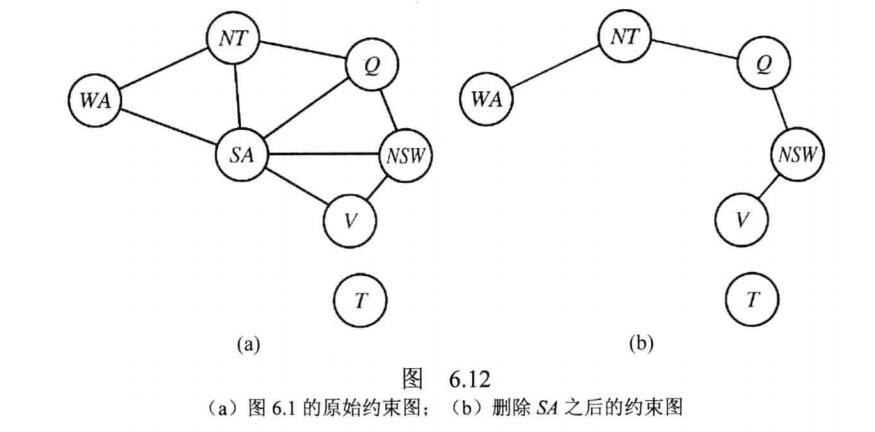 NT
Q
WA
SA
NSW
V
T
(a)
NT
Q
WA
NSW
V
T
(b)
图 6.12
（a）图 6.1 的原始约束图；（b）删除 SA 之后的约束图